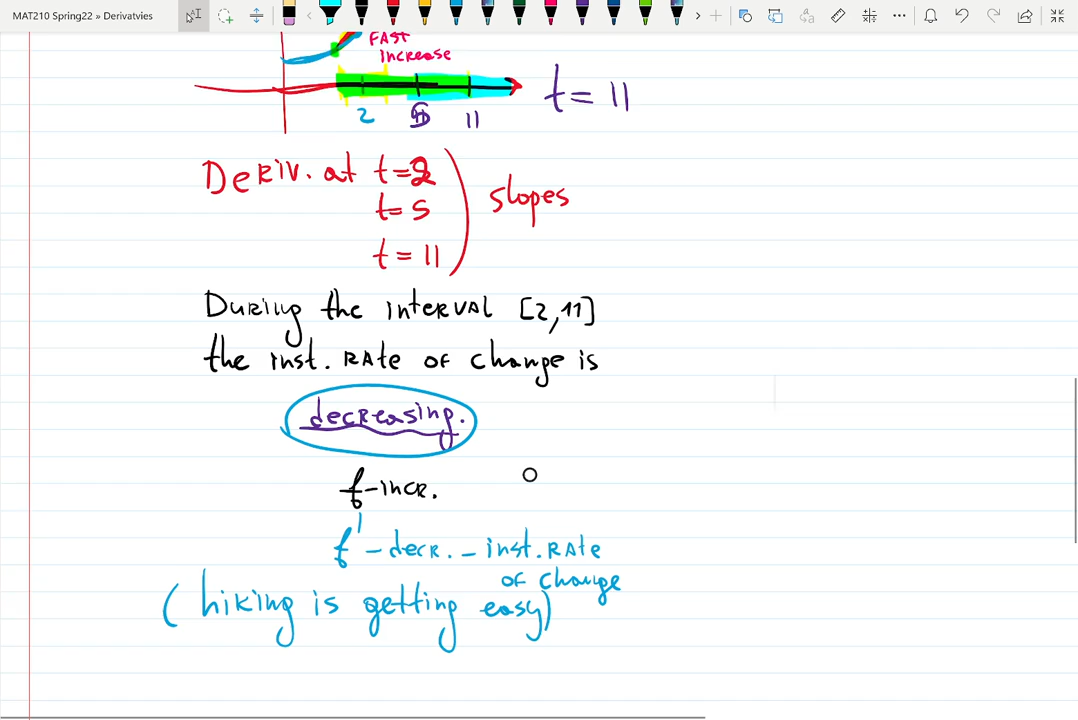 MAT210 Spring22 » Derivatvies
FAST
increase
2 5 11
t = 11
Deriv. at t=2
t= 5
t = 11
slopes
During the interval [2,11]
the inst. RAte of change is
decreasing.
f-incr.
f' - decr. - inst. RAte
of change
( hiking is getting easy)